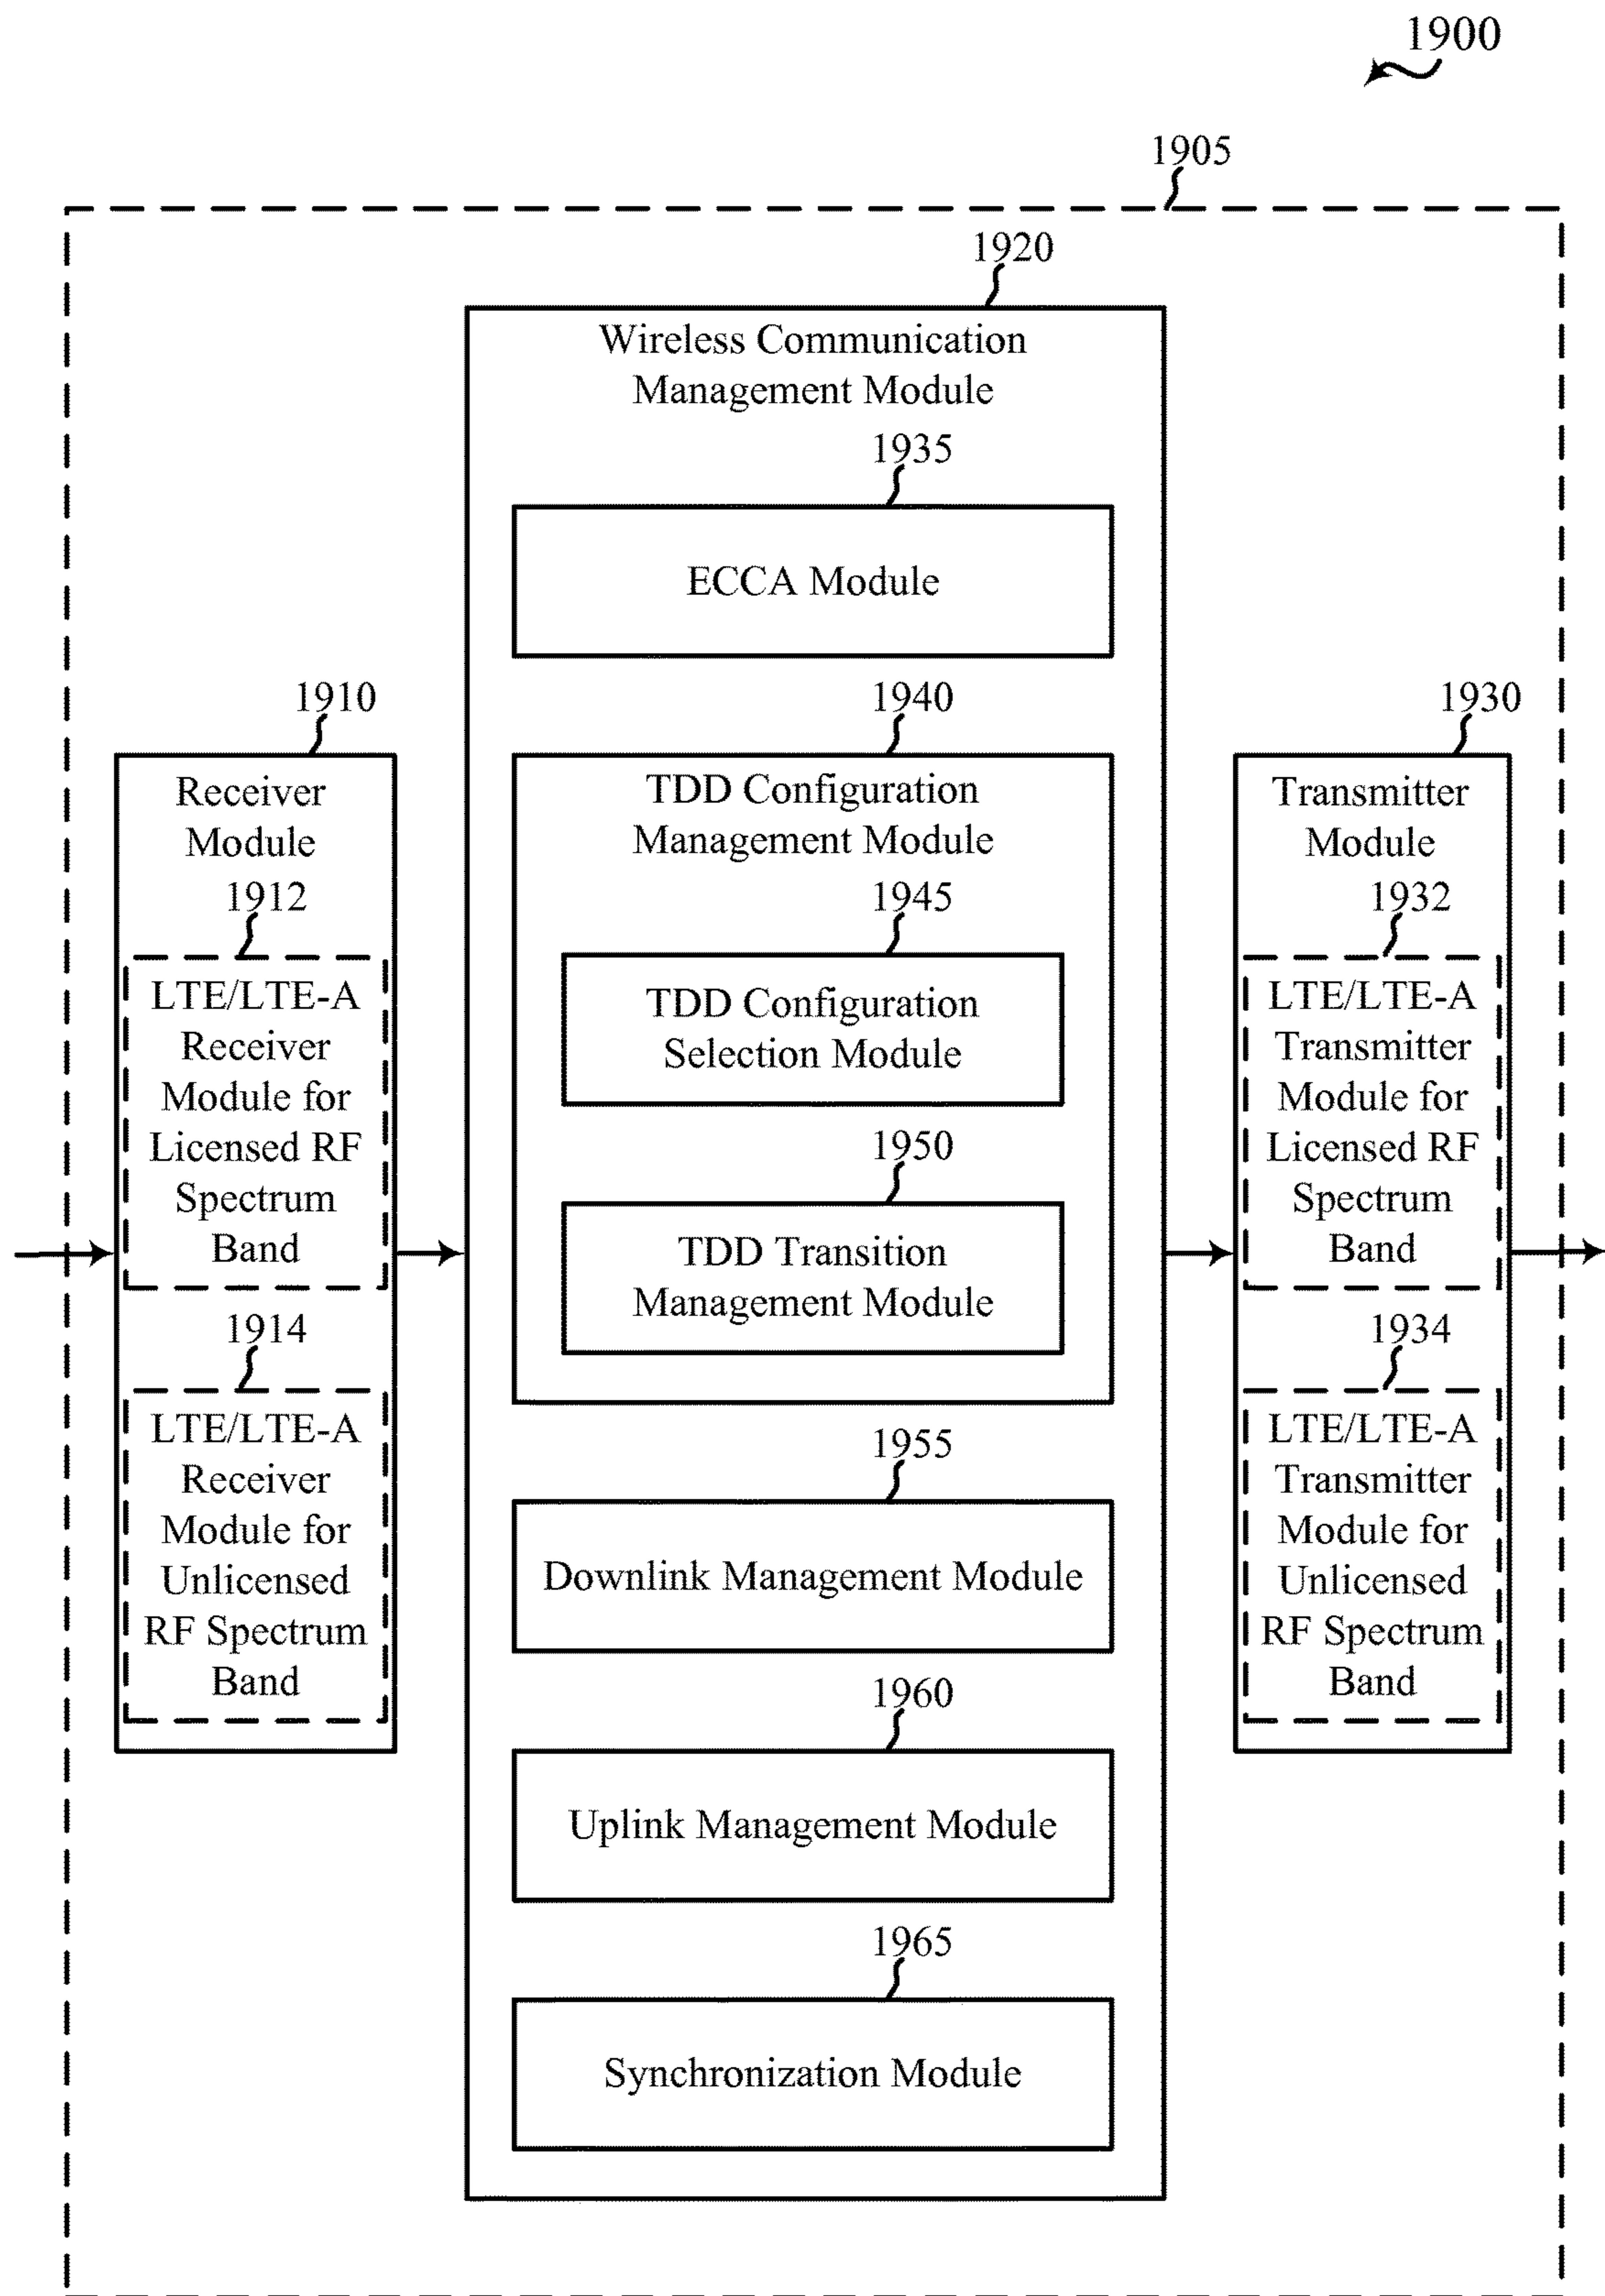 1900
1905
1920
Wireless Communication
Management Module
1935
ECCA Module
1910
Receiver
Module
1912
LTE/LTE-A
Receiver
Module for
Licensed RF
Spectrum
Band
1914
LTE/LTE-A
Receiver
Module for
Unlicensed
RF Spectrum
Band
1940
TDD Configuration
Management Module
1945
TDD Configuration
Selection Module
1950
TDD Transition
Management Module
1955
Downlink Management Module
1960
Uplink Management Module
1965
Synchronization Module
1930
Transmitter
Module
1932
LTE/LTE-A
Transmitter
Module for
Licensed RF
Spectrum
Band
1934
LTE/LTE-A
Transmitter
Module for
Unlicensed
RF Spectrum
Band